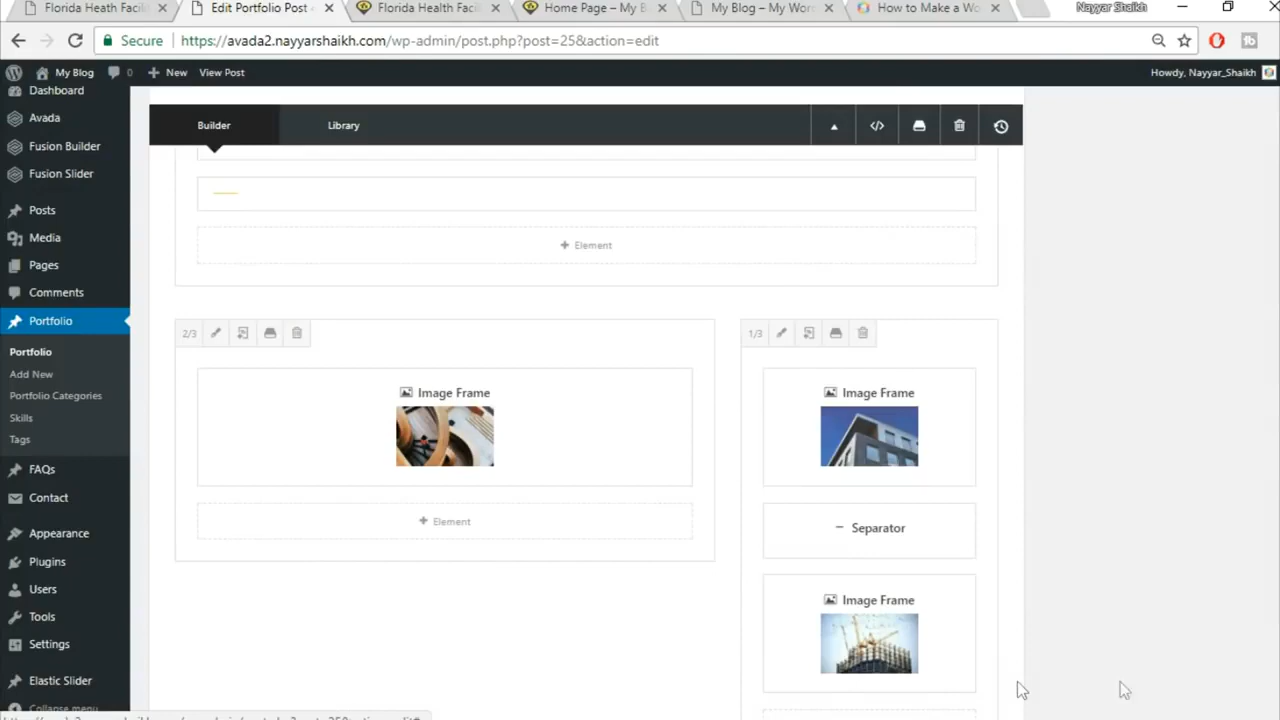 Florida Heath Facil
Edit Portfolio Post
Florida Health Faci
Home Page – My B
My Blog – My Wor
How to Make a Wo
Nayyar Shaikh
Secure
https://avada2.nayyarshaikh.com/wp-admin/post.php?post=25&action=edit
My Blog
0
New
View Post
Howdy, Nayyar_Shaikh
Dashboard
Avada
Fusion Builder
Fusion Slider
Posts
Media
Pages
Comments
Portfolio
Portfolio
Add New
Portfolio Categories
Skills
Tags
FAQs
Contact
Appearance
Plugins
Users
Tools
Settings
Elastic Slider
Collapse menu
Builder
Library
Element
2/3
Image Frame
Element
1/3
Image Frame
Separator
Image Frame